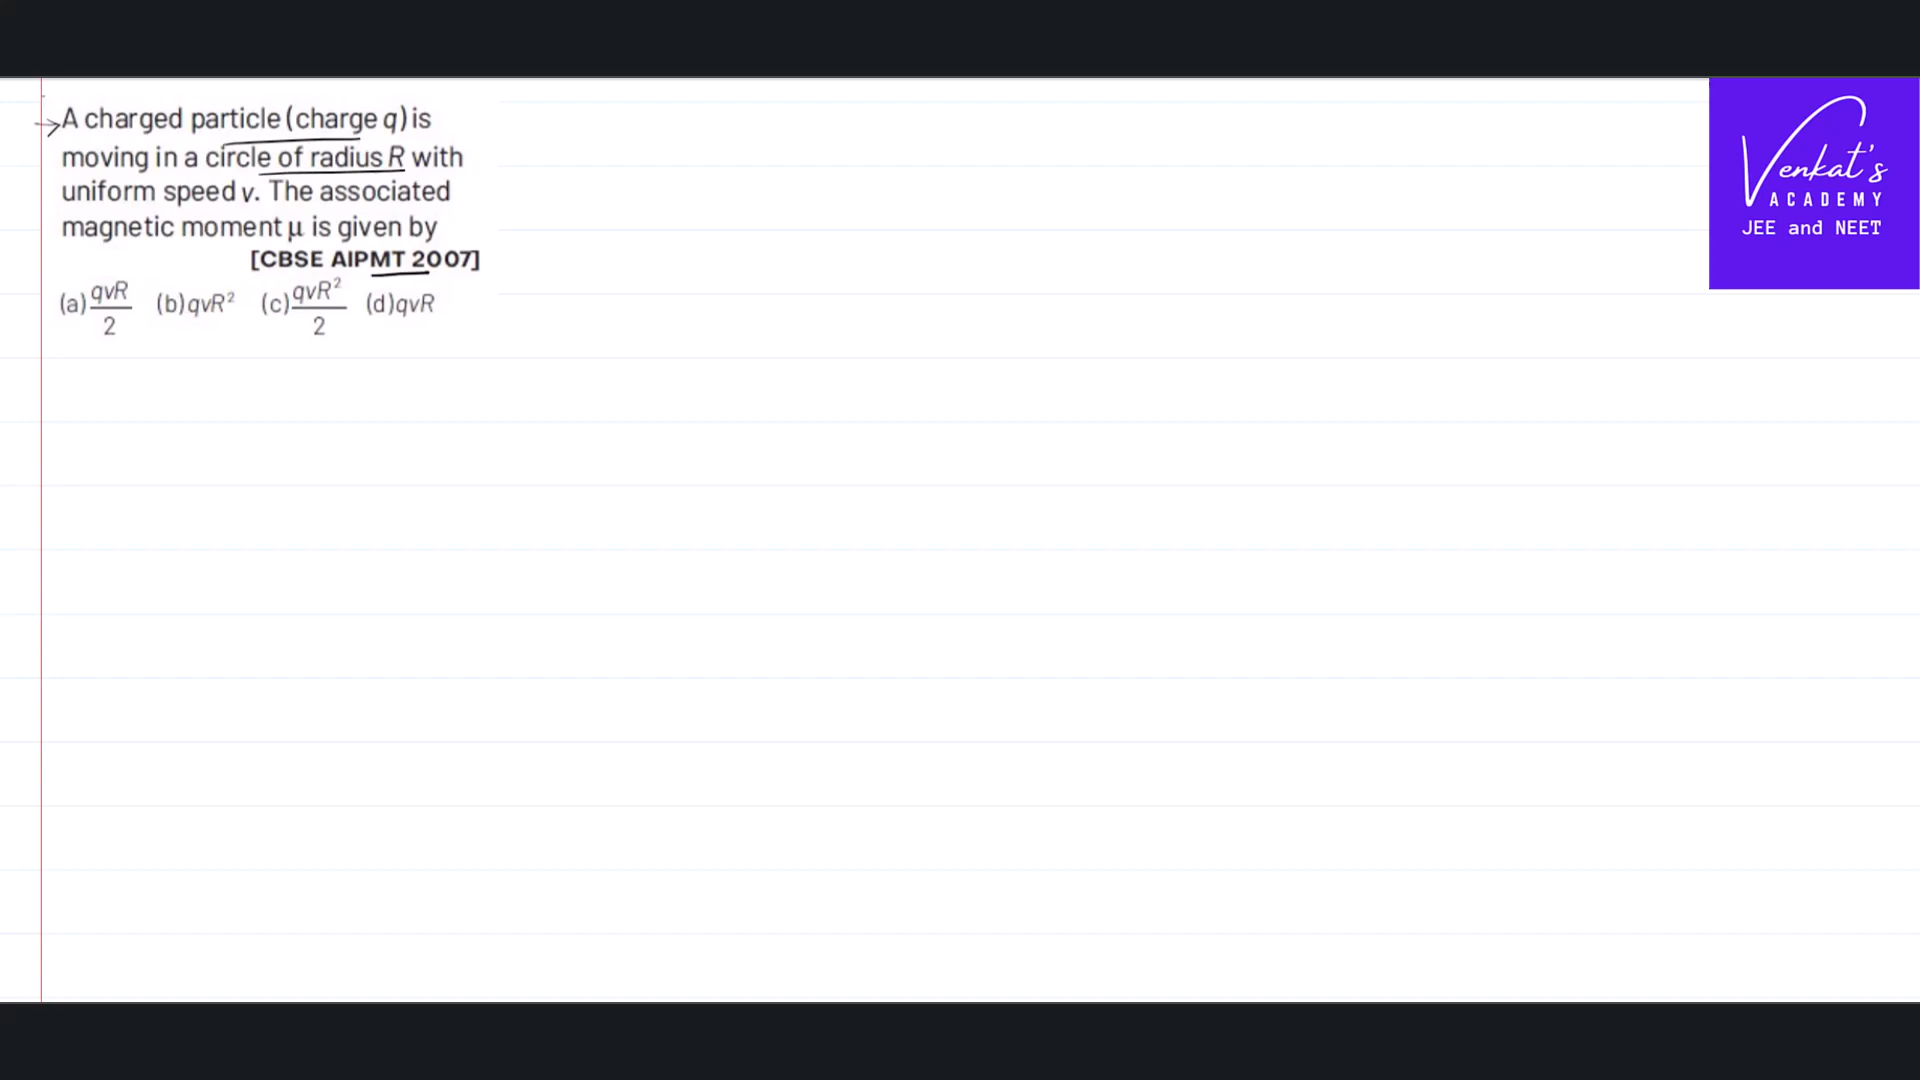 A charged particle (charge q) is
moving in a circle of radius R with
uniform speed v. The associated
magnetic moment μ is given by
[CBSE AIPMT 2007]
(a) qvR/2 (b) qvR² (c) qvR²/2 (d) qvR
Venkat's
ACADEMY
JEE and NEET